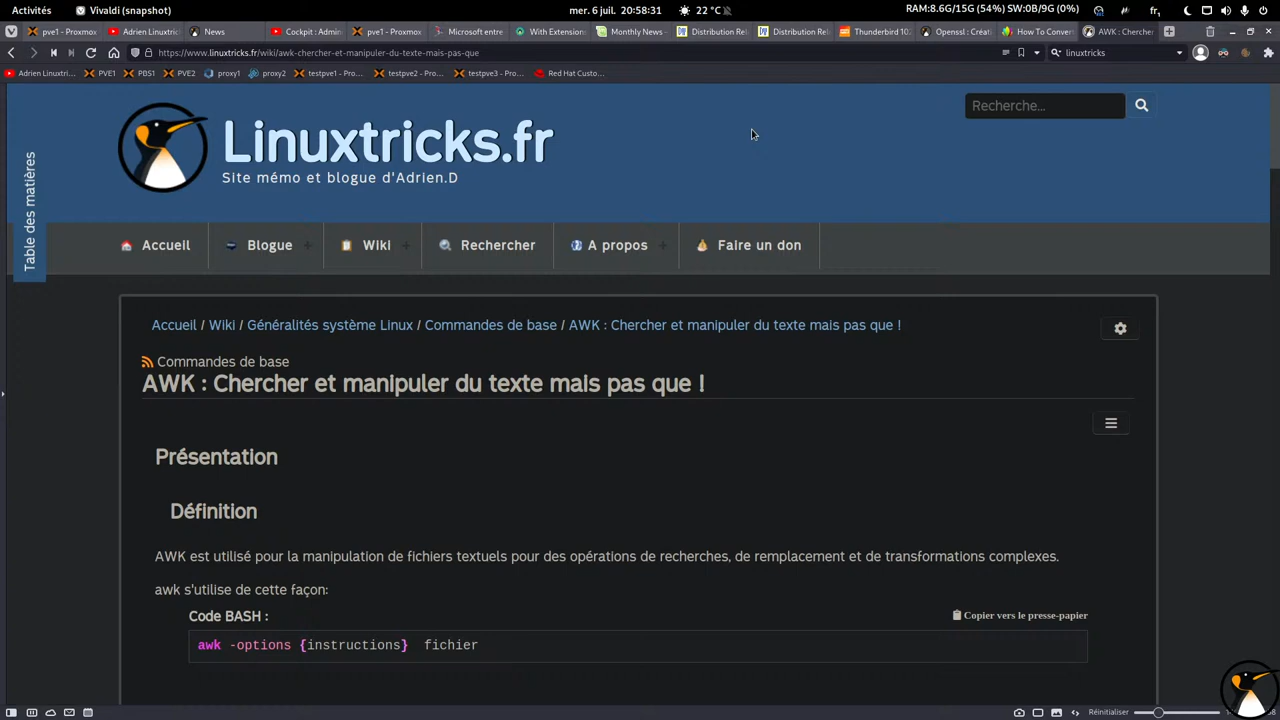 Activités
Vivaldi (snapshot)
mer. 6 juil. 20:58:31
22 °C
RAM:8.6G/15G (54%) SW:0B/9G (0%)
fr₁
pve1 - Proxmox
Adrien Linuxtric
News
Cockpit : Admin
pve1 - Proxmox
Microsoft entre
With Extension
Monthly News -
Distribution Rel
Distribution Rel
Thunderbird 10
Openssl : Créati
How To Conver
AWK : Chercher
https://www.linuxtricks.fr/wiki/awk-chercher-et-manipuler-du-texte-mais-pas-que
linuxtricks
Adrien Linuxtri...
PVE1
PBS1
PVE2
proxy1
proxy2
testpve1 - Pro...
testpve2 - Pro...
testpve3 - Pro...
Red Hat Custo...
Recherche...
Linuxtricks.fr
Site mémo et blogue d'Adrien.D
Table des matières
Accueil
Blogue +
Wiki +
Rechercher
A propos +
Faire un don
Accueil / Wiki / Généralités système Linux / Commandes de base / AWK : Chercher et manipuler du texte mais pas que !
Commandes de base
AWK : Chercher et manipuler du texte mais pas que !
Présentation
Définition
AWK est utilisé pour la manipulation de fichiers textuels pour des opérations de recherches, de remplacement et de transformations complexes.
awk s'utilise de cette façon:
Code BASH :
Copier vers le presse-papier
awk -options {instructions}  fichier
Réinitialiser